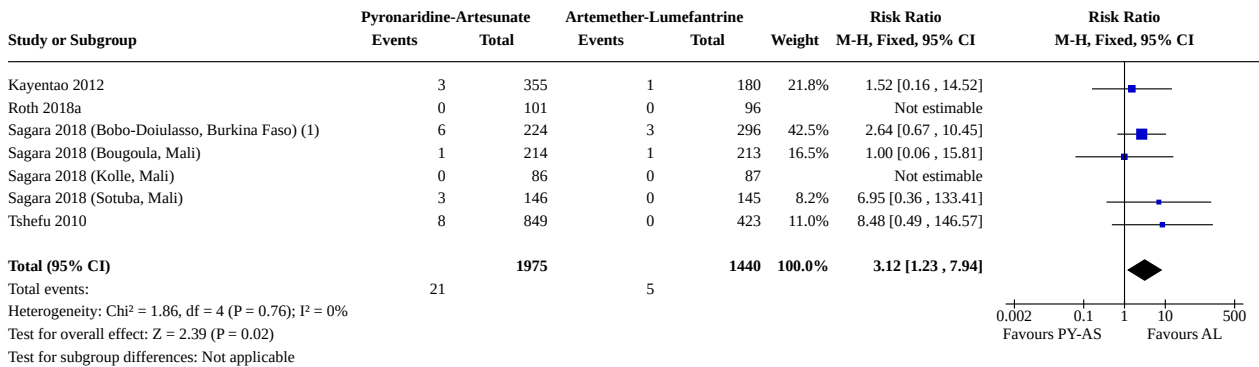 Pyronaridine-Artesunate Artemether-Lumefantrine Risk Ratio Risk Ratio
Study or Subgroup Events Total Events Total Weight M-H, Fixed, 95% CI M-H, Fixed, 95% CI
Kayentao 2012 3 355 1 180 21.8% 1.52 [0.16 , 14.52]
Roth 2018a 0 101 0 96 Not estimable
Sagara 2018 (Bobo-Doiulasso, Burkina Faso) (1) 6 224 3 296 42.5% 2.64 [0.67 , 10.45]
Sagara 2018 (Bougoula, Mali) 1 214 1 213 16.5% 1.00 [0.06 , 15.81]
Sagara 2018 (Kolle, Mali) 0 86 0 87 Not estimable
Sagara 2018 (Sotuba, Mali) 3 146 0 145 8.2% 6.95 [0.36 , 133.41]
Tshefu 2010 8 849 0 423 11.0% 8.48 [0.49 , 146.57]
Total (95% CI) 1975 1440 100.0% 3.12 [1.23 , 7.94]
Total events: 21 5
Heterogeneity: Chi² = 1.86, df = 4 (P = 0.76); I² = 0%
0.002 0.1 1 10 500
Test for overall effect: Z = 2.39 (P = 0.02) Favours PY-AS Favours AL
Test for subgroup differences: Not applicable